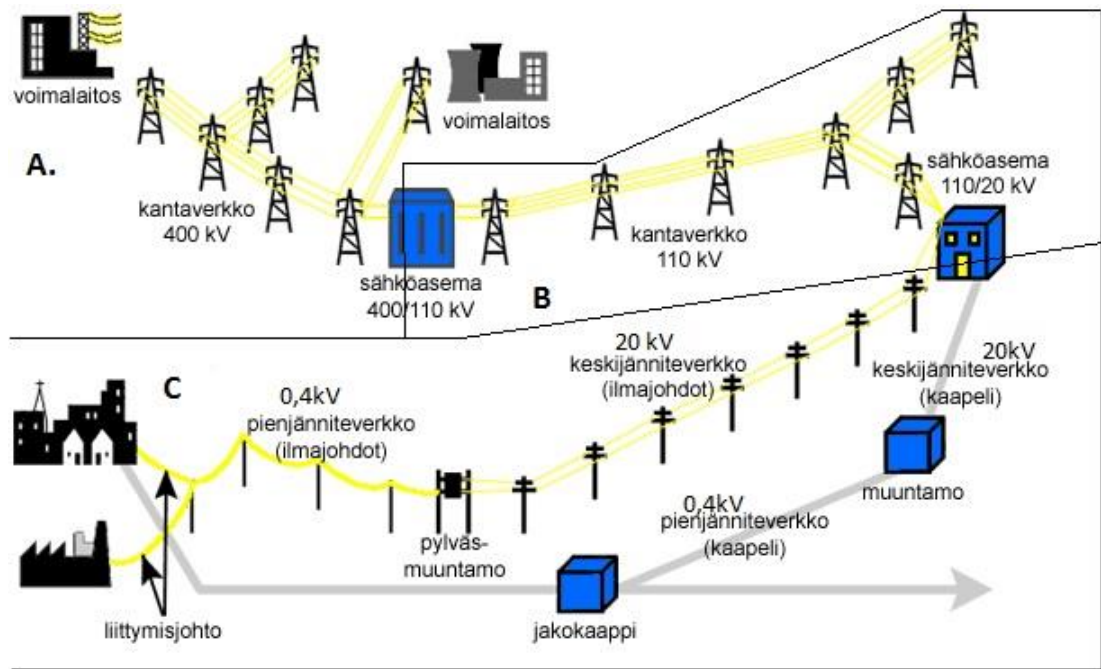 voimalaitos
voimalaitos
A.
kantaverkko
400 kV
sähköasema
400/110 kV
kantaverkko
110 kV
sähköasema
110/20 kV
B
C
20 kV
keskijänniteverkko
(ilmajohdot)
20kV
keskijänniteverkko
(kaapeli)
0,4kV
pienjänniteverkko
(ilmajohdot)
muuntamo
0,4kV
pienjänniteverkko
(kaapeli)
pylväs-
muuntamo
liittymisjohto
jakokaappi